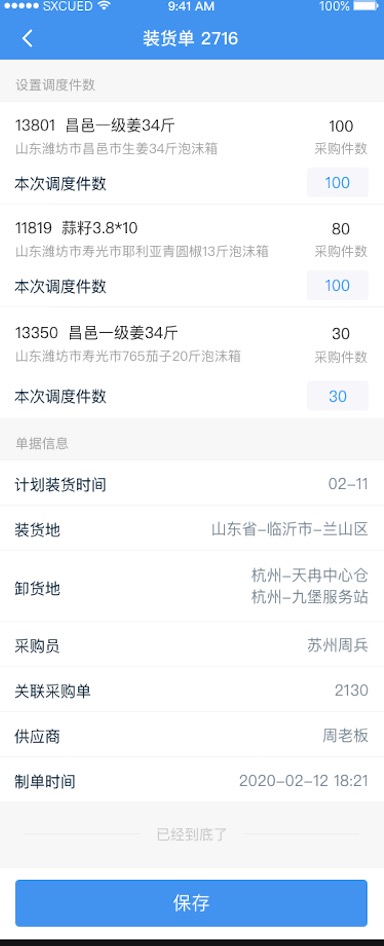 SXCUED 9:41 AM 100%
装货单 2716
设置调度件数
13801 昌邑一级姜34斤 100
山东潍坊市昌邑市生姜34斤泡沫箱 采购件数
本次调度件数 100
11819 蒜籽3.8*10 80
山东潍坊市寿光市耶利亚青圆椒13斤泡沫箱 采购件数
本次调度件数 100
13350 昌邑一级姜34斤 30
山东潍坊市寿光市765茄子20斤泡沫箱 采购件数
本次调度件数 30
单据信息
计划装货时间 02-11
装货地 山东省-临沂市-兰山区
卸货地 杭州-天冉中心仓
杭州-九堡服务站
采购员 苏州周兵
关联采购单 2130
供应商 周老板
制单时间 2020-02-12 18:21
已经到底了
保存